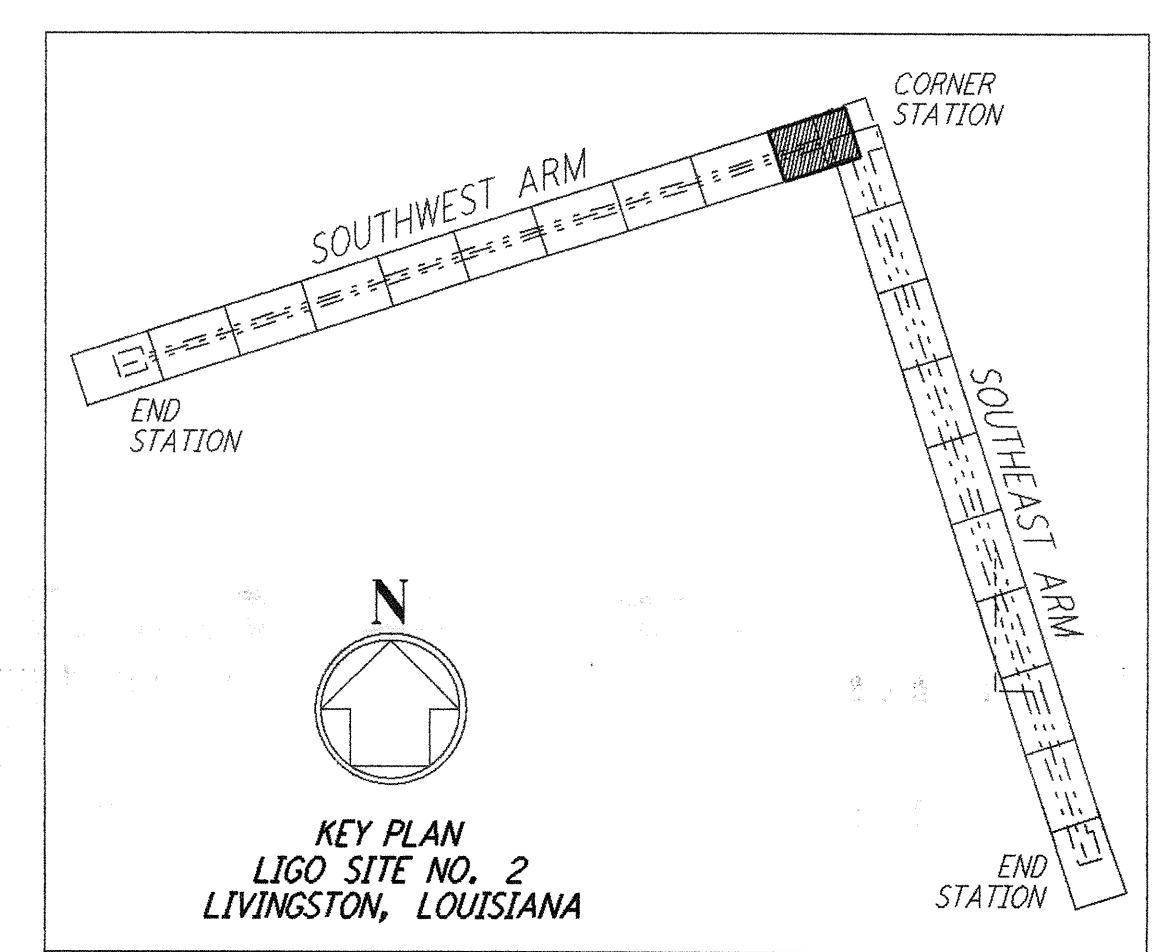 CORNER
STATION
SOUTHWEST ARM
END
STATION
SOUTHEAST ARM
N
KEY PLAN
LIGO SITE NO. 2
LIVINGSTON, LOUISIANA
END
STATION